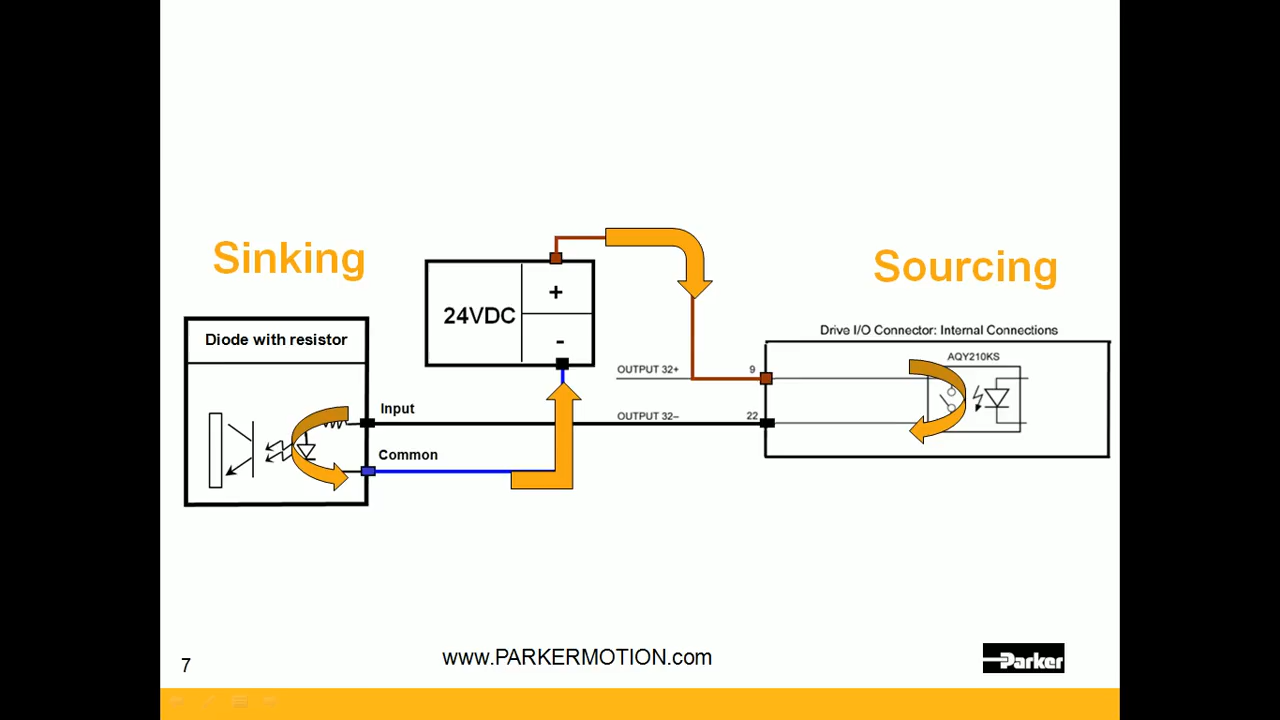 Sinking
Sourcing
24VDC
+
-
Diode with resistor
Drive I/O Connector: Internal Connections
AQY210KS
OUTPUT 32+
9
Input
OUTPUT 32–
22
Common
7
www.PARKERMOTION.com
Parker